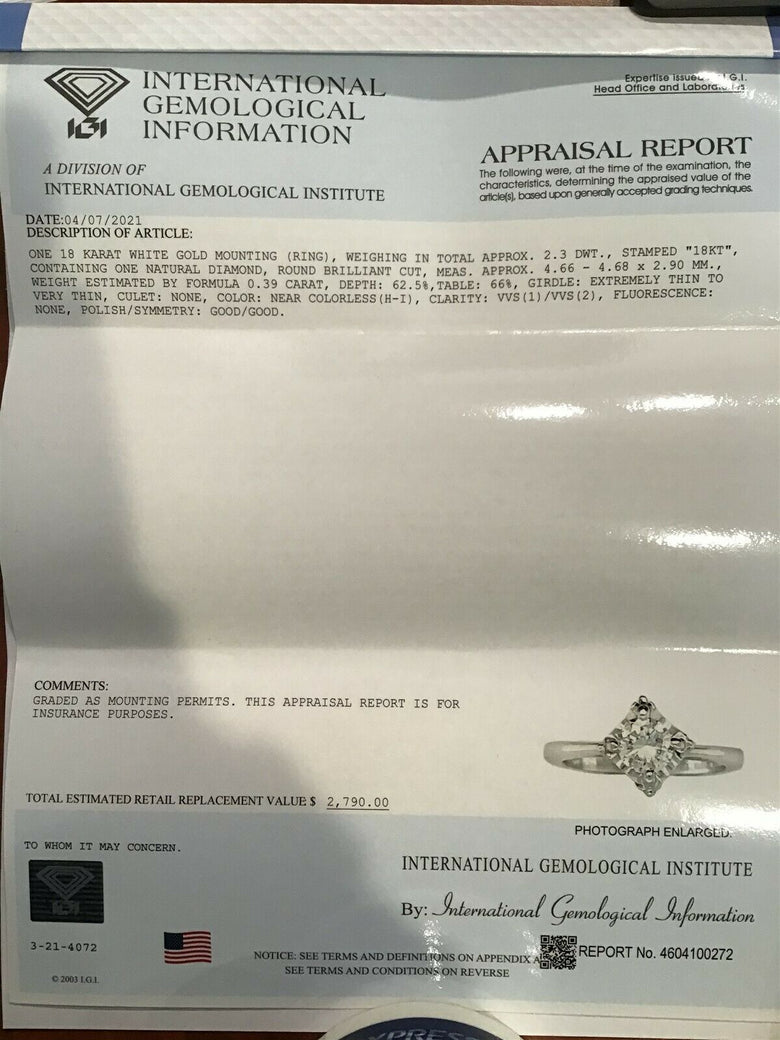 INTERNATIONAL
GEMOLOGICAL
INFORMATION
IGI
A DIVISION OF
INTERNATIONAL GEMOLOGICAL INSTITUTE
Expertise Issued G.I.
Head Office and
APPRAISAL REPORT
The following were, at the time of the examination, the
characteristics, determining the appraised value of the
article(s), based upon generally accepted grading techniques.
DATE:04/07/2021
DESCRIPTION OF ARTICLE:
ONE 18 KARAT WHITE GOLD MOUNTING (RING), WEIGHING IN TOTAL APPROX. 2.3 DWT., STAMPED "18KT",
CONTAINING ONE NATURAL DIAMOND, ROUND BRILLIANT CUT, MEAS. APPROX. 4.66 - 4.68 x 2.90 MM.,
WEIGHT ESTIMATED BY FORMULA 0.39 CARAT, DEPTH: 62.5%,TABLE: 66%, GIRDLE: EXTREMELY THIN TO
VERY THIN, CULET: NONE, COLOR: NEAR COLORLESS(H-I), CLARITY: VVS(1)/VVS(2), FLUORESCENCE:
NONE, POLISH/SYMMETRY: GOOD/GOOD.
COMMENTS:
GRADED AS MOUNTING PERMITS. THIS APPRAISAL REPORT IS FOR
INSURANCE PURPOSES.
TOTAL ESTIMATED RETAIL REPLACEMENT VALUE $ 2,790.00
PHOTOGRAPH ENLARGED.
TO WHOM IT MAY CONCERN.
INTERNATIONAL GEMOLOGICAL INSTITUTE
By: International Gemological Information
IGI
3-21-4072
© 2003 I.G.I.
NOTICE: SEE TERMS AND DEFINITIONS ON APPENDIX A
SEE TERMS AND CONDITIONS ON REVERSE
REPORT No. 4604100272
XPRESS